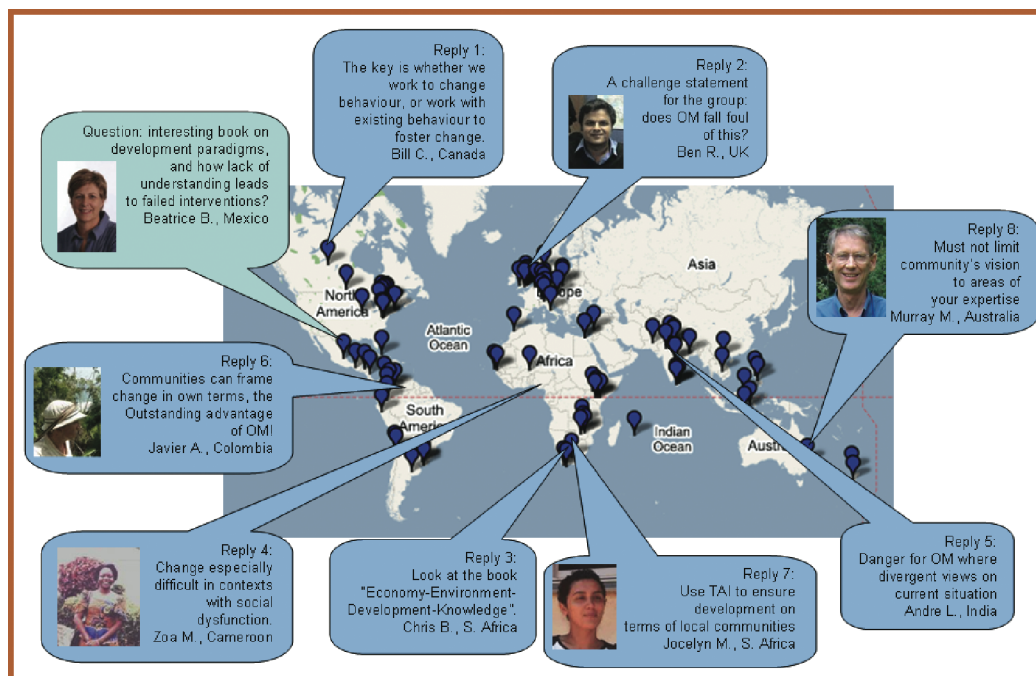 Reply 1:
The key is whether we
work to change
behaviour, or work with
existing behaviour to
foster change.
Bill C., Canada
Reply 2:
A challenge statement
for the group:
does OM fall foul
of this?
Ben R., UK
Question: interesting book on
development paradigms,
and how lack of
understanding leads
to failed interventions?
Beatrice B., Mexico
Reply 8:
Must not limit
community's vision
to areas of
your expertise
Murray M., Australia
North
America
Atlantic
Ocean
Europe
Asia
Africa
South
America
Indian
Ocean
Reply 6:
Communities can frame
change in own terms, the
Outstanding advantage
of OM!
Javier A., Colombia
Reply 4:
Change especially
difficult in contexts
with social
dysfunction.
Zoa M., Cameroon
Reply 3:
Look at the book
"Economy-Environment-
Development-Knowledge".
Chris B., S. Africa
Reply 7:
Use TAI to ensure
development on
terms of local communities
Jocelyn M., S. Africa
Reply 5:
Danger for OM where
divergent views on
current situation
Andre L., India